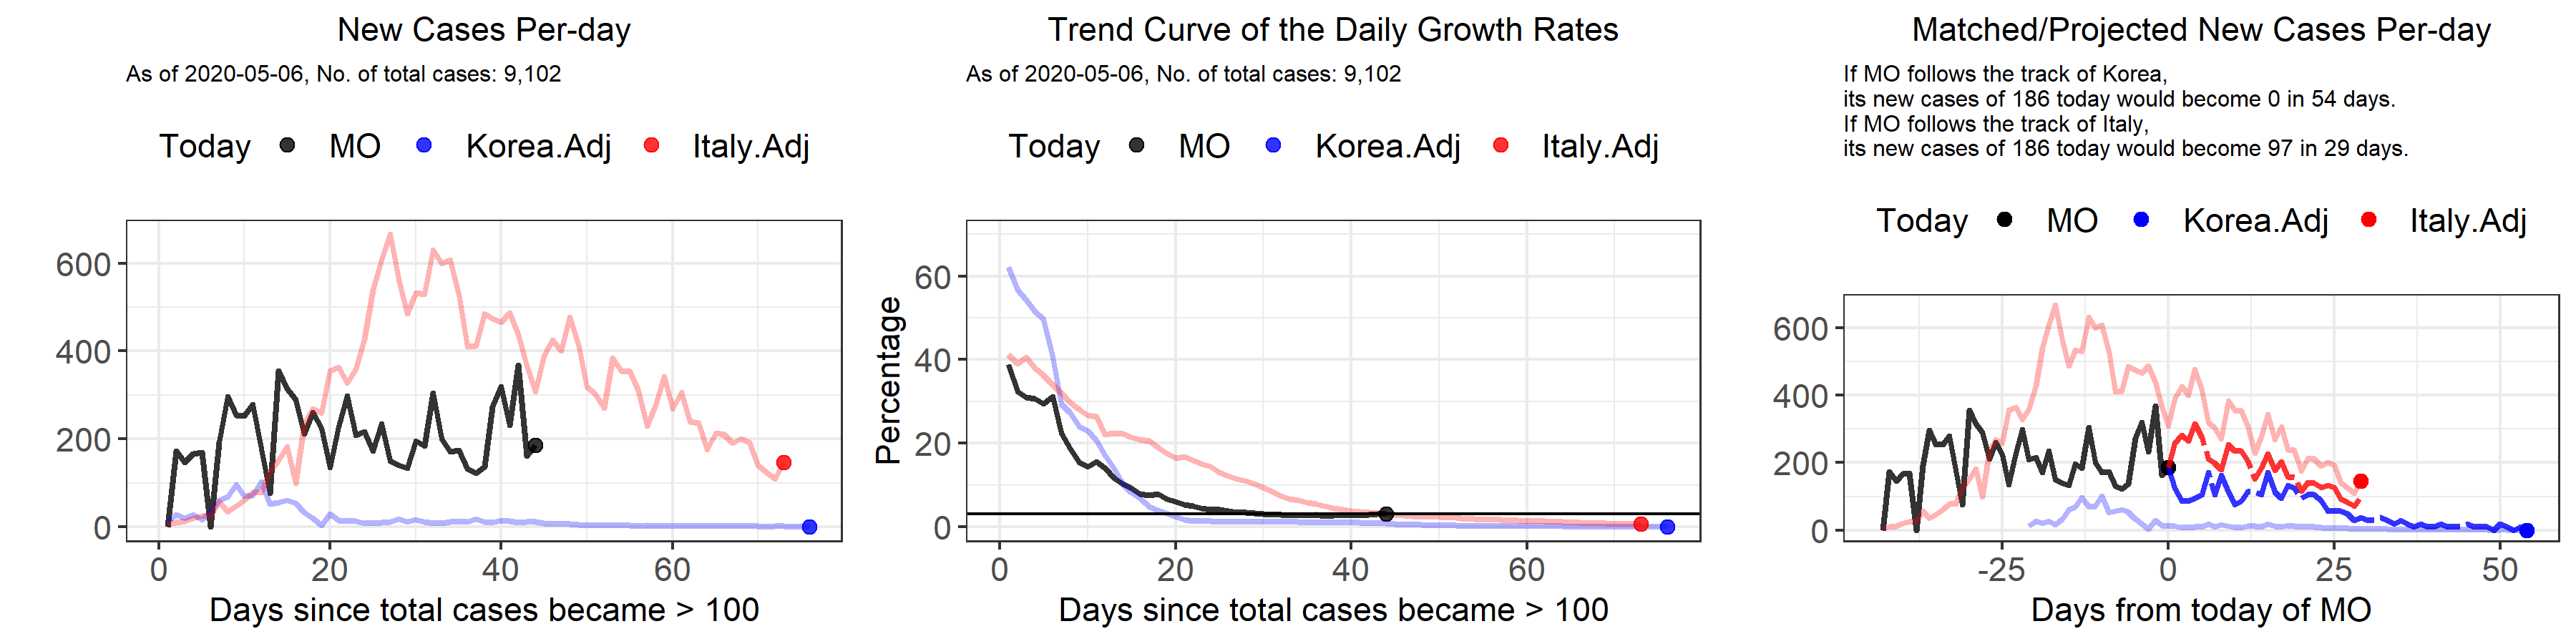 New Cases Per-day
As of 2020-05-06, No. of total cases: 9,102
Today MO Korea.Adj Italy.Adj
600
400
200
0
0 20 40 60
Days since total cases became > 100
Trend Curve of the Daily Growth Rates
As of 2020-05-06, No. of total cases: 9,102
Today MO Korea.Adj Italy.Adj
Percentage
60
40
20
0
0 20 40 60
Days since total cases became > 100
Matched/Projected New Cases Per-day
If MO follows the track of Korea,
its new cases of 186 today would become 0 in 54 days.
If MO follows the track of Italy,
its new cases of 186 today would become 97 in 29 days.
Today MO Korea.Adj Italy.Adj
600
400
200
0
-25 0 25 50
Days from today of MO